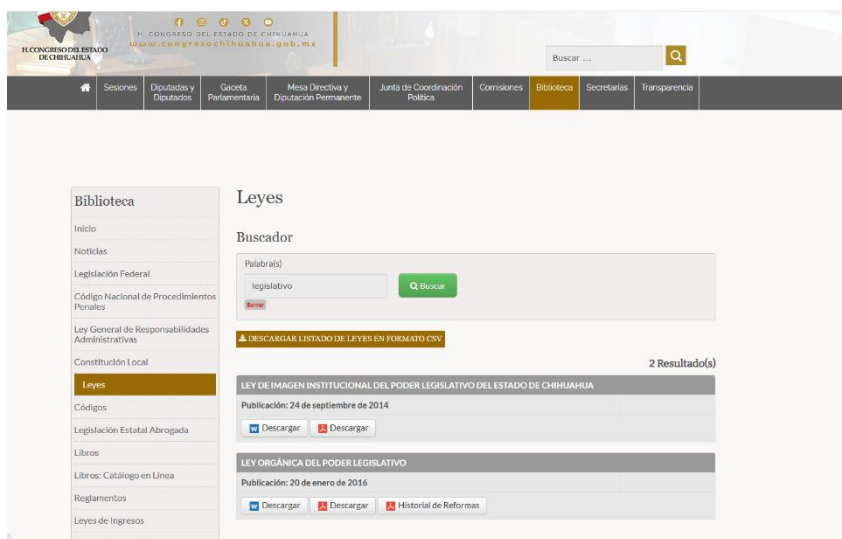 H. CONGRESO DEL ESTADO DE CHIHUAHUA
www.congresochihuahua.gob.mx
H. CONGRESO DEL ESTADO
DE CHIHUAHUA
Buscar ...
Sesiones
Diputadas y
Diputados
Gaceta
Parlamentaria
Mesa Directiva y
Diputación Permanente
Junta de Coordinación
Política
Comisiones
Biblioteca
Secretarías
Transparencia
Biblioteca
Inicio
Noticias
Legislación Federal
Código Nacional de Procedimientos
Penales
Ley General de Responsabilidades
Administrativas
Constitución Local
Leyes
Códigos
Legislación Estatal Abrogada
Libros
Libros: Catálogo en Línea
Reglamentos
Leyes de Ingresos
Leyes
Buscador
Palabra(s)
legislativo
Buscar
Borrar
DESCARGAR LISTADO DE LEYES EN FORMATO CSV
2 Resultado(s)
LEY DE IMAGEN INSTITUCIONAL DEL PODER LEGISLATIVO DEL ESTADO DE CHIHUAHUA
Publicación: 24 de septiembre de 2014
Descargar
Descargar
LEY ORGÁNICA DEL PODER LEGISLATIVO
Publicación: 20 de enero de 2016
Descargar
Descargar
Historial de Reformas